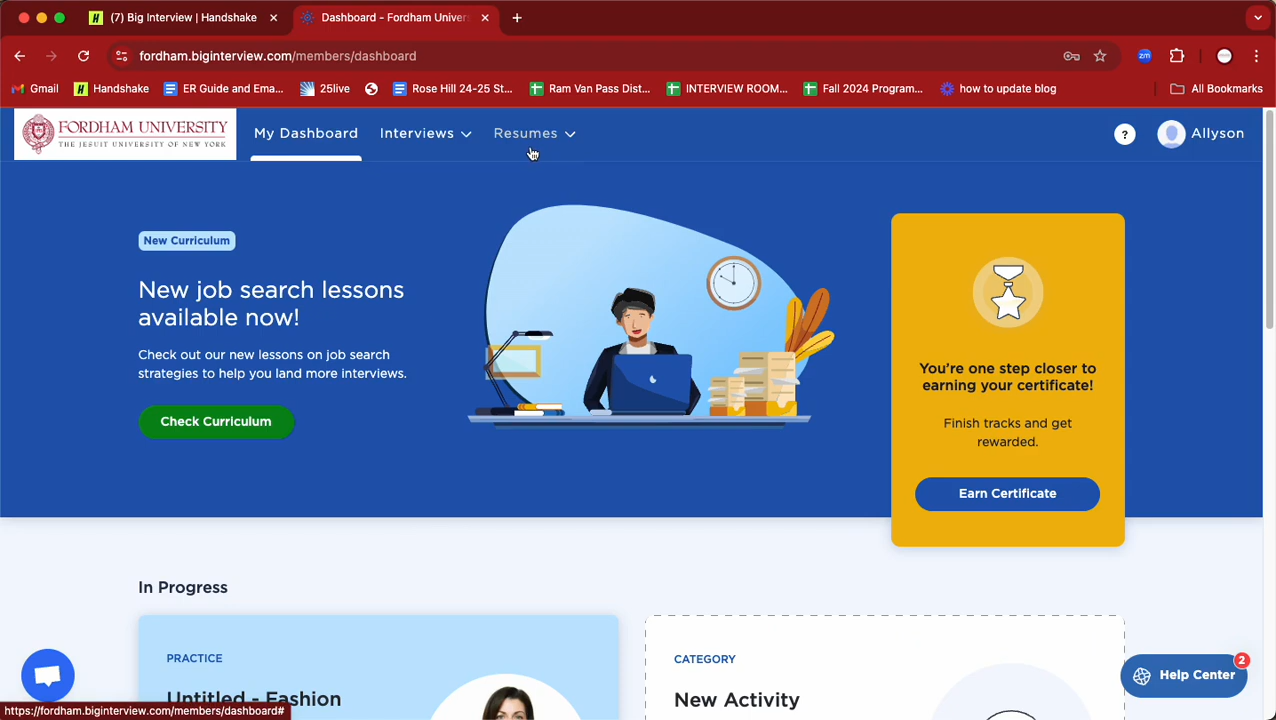 (7) Big Interview | Handshake
Dashboard - Fordham Univer
fordham.biginterview.com/members/dashboard
zm
Gmail
Handshake
ER Guide and Ema...
25live
Rose Hill 24-25 St...
Ram Van Pass Dist...
INTERVIEW ROOM...
Fall 2024 Program...
how to update blog
All Bookmarks
FORDHAM UNIVERSITY
THE JESUIT UNIVERSITY OF NEW YORK
My Dashboard
Interviews
Resumes
?
Allyson
New Curriculum
New job search lessons
available now!
Check out our new lessons on job search
strategies to help you land more interviews.
Check Curriculum
You're one step closer to
earning your certificate!
Finish tracks and get
rewarded.
Earn Certificate
In Progress
PRACTICE
Untitled - Fashion
CATEGORY
New Activity
Help Center
2
https://fordham.biginterview.com/members/dashboard#